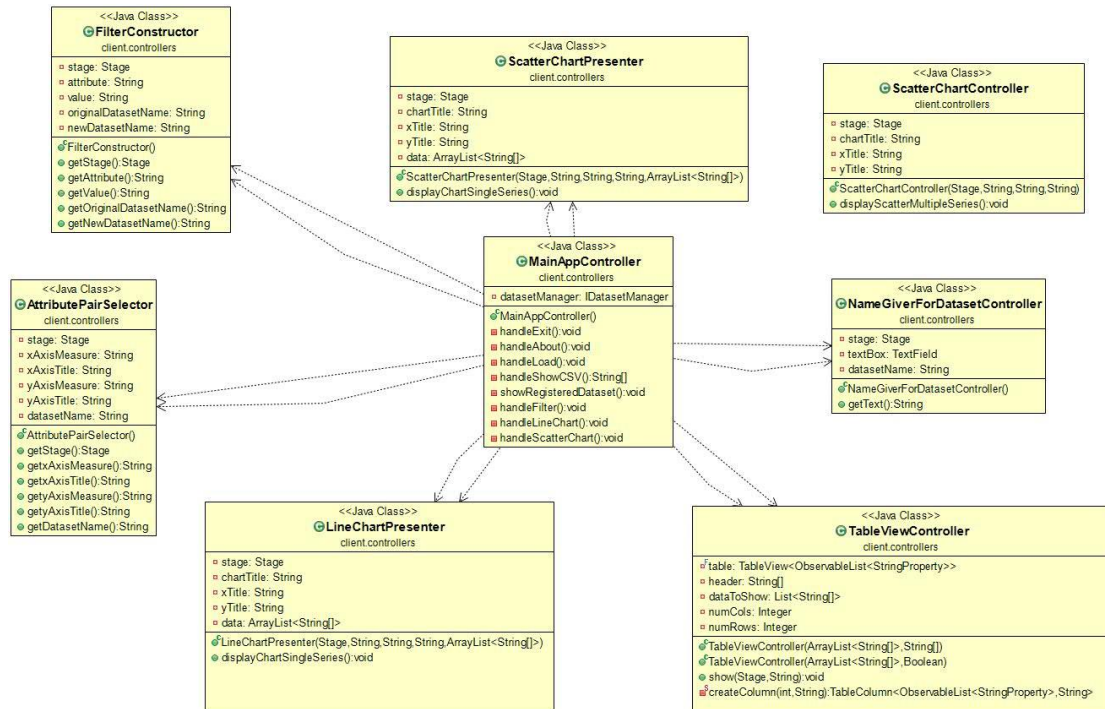 <<Java Class>>
FilterConstructor
client.controllers
stage: Stage
attribute: String
value: String
originalDatasetName: String
newDatasetName: String
FilterConstructor()
getStage():Stage
getAttribute():String
getValue():String
getOriginalDatasetName():String
getNewDatasetName():String
<<Java Class>>
ScatterChartPresenter
client.controllers
stage: Stage
chartTitle: String
xTitle: String
yTitle: String
data: ArrayList<String[]>
ScatterChartPresenter(Stage,String,String,String,ArrayList<String[]>)
displayChartSingleSeries():void
<<Java Class>>
ScatterChartController
client.controllers
stage: Stage
chartTitle: String
xTitle: String
yTitle: String
ScatterChartController(Stage,String,String,String)
displayScatterMultipleSeries():void
<<Java Class>>
AttributePairSelector
client.controllers
stage: Stage
xAxisMeasure: String
xAxisTitle: String
yAxisMeasure: String
yAxisTitle: String
datasetName: String
AttributePairSelector()
getStage():Stage
getxAxisMeasure():String
getxAxisTitle():String
getyAxisMeasure():String
getyAxisTitle():String
getDatasetName():String
<<Java Class>>
MainAppController
client.controllers
datasetManager: IDatasetManager
MainAppController()
handleExit():void
handleAbout():void
handleLoad():void
handleShowCSV():String[]
showRegisteredDataset():void
handleFilter():void
handleLineChart():void
handleScatterChart():void
<<Java Class>>
NameGiverForDatasetController
client.controllers
stage: Stage
textBox: TextField
datasetName: String
NameGiverForDatasetController()
getText():String
<<Java Class>>
LineChartPresenter
client.controllers
stage: Stage
chartTitle: String
xTitle: String
yTitle: String
data: ArrayList<String[]>
LineChartPresenter(Stage,String,String,String,ArrayList<String[]>)
displayChartSingleSeries():void
<<Java Class>>
TableViewController
client.controllers
table: TableView<ObservableList<StringProperty>>
header: String[]
dataToShow: List<String[]>
numCols: Integer
numRows: Integer
TableViewController(ArrayList<String[]>,String[])
TableViewController(ArrayList<String[]>,Boolean)
show(Stage,String):void
createColumn(int,String):TableColumn<ObservableList<StringProperty>,String>